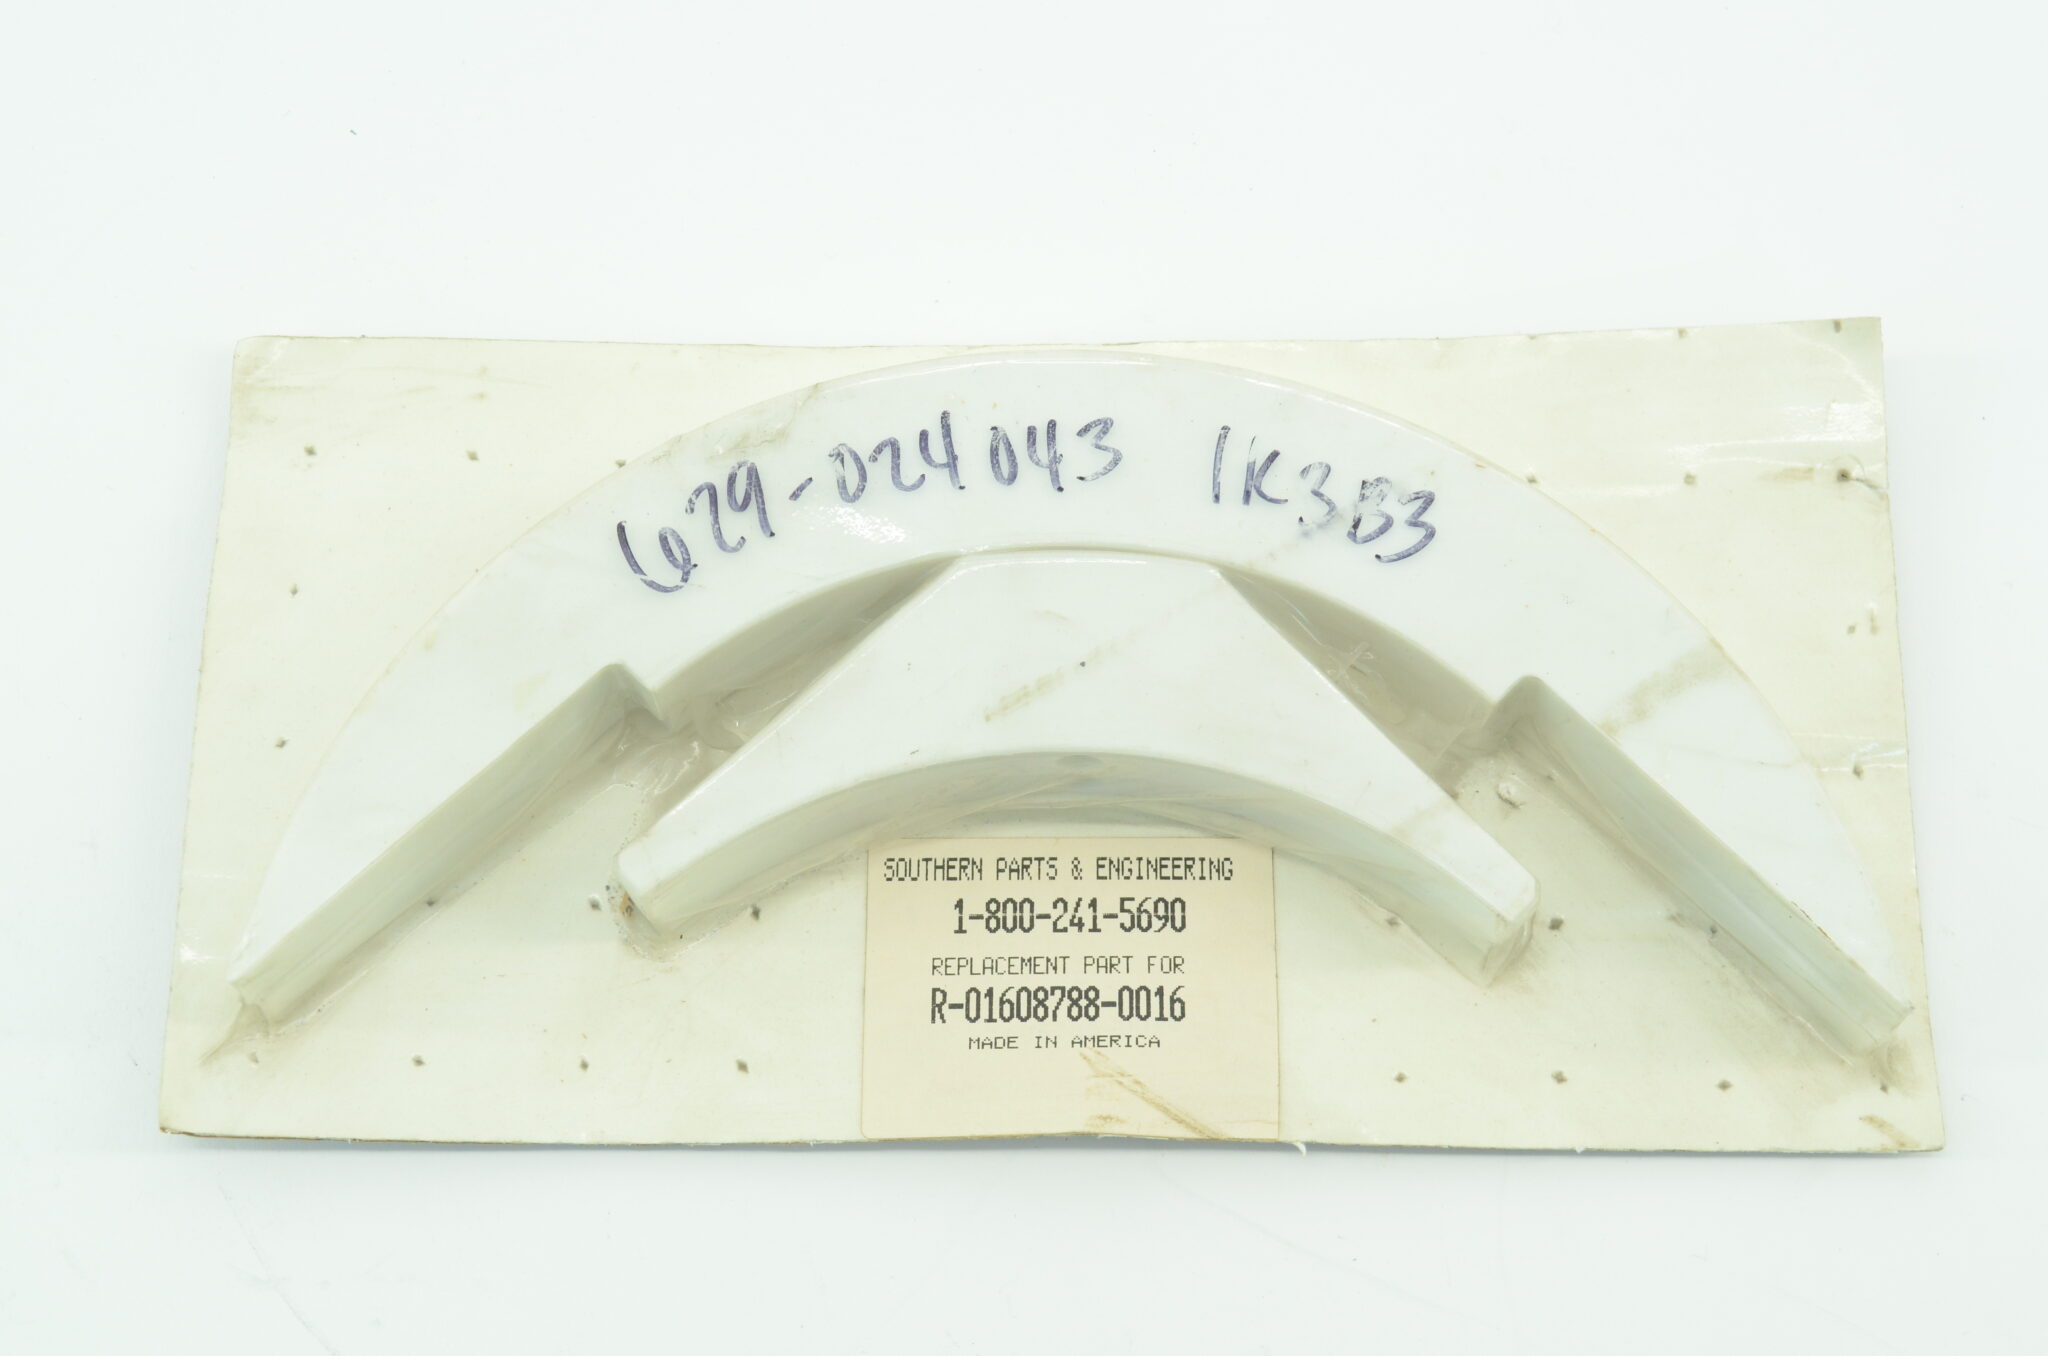 629-024043 1K3B3
SOUTHERN PARTS & ENGINEERING
1-800-241-5690
REPLACEMENT PART FOR
R-01608788-0016
MADE IN AMERICA